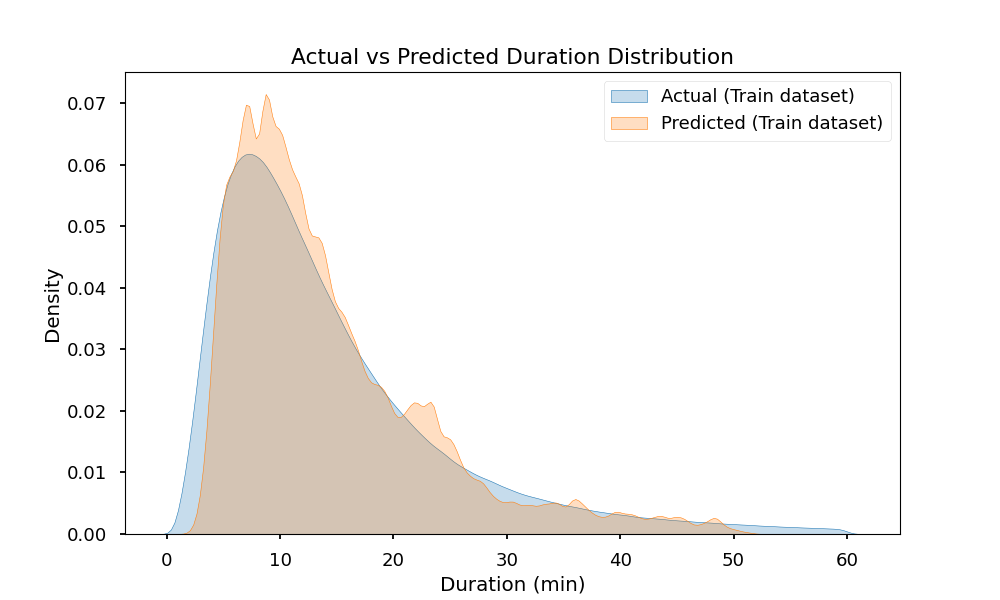 Actual vs Predicted Duration Distribution
Actual (Train dataset)
Predicted (Train dataset)
Density
0.07
0.06
0.05
0.04
0.03
0.02
0.01
0.00
0 10 20 30 40 50 60
Duration (min)